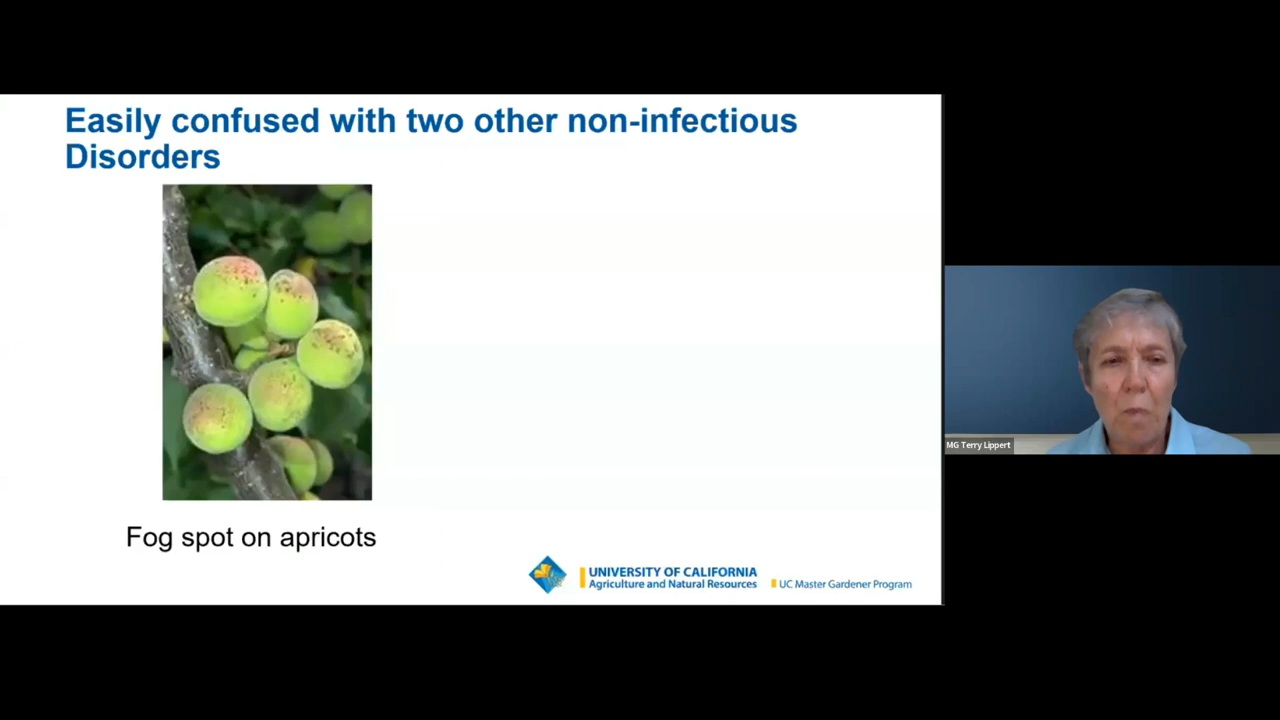 Easily confused with two other non-infectious
Disorders
Fog spot on apricots
UNIVERSITY OF CALIFORNIA
Agriculture and Natural Resources
UC Master Gardener Program
MG Terry Lippert